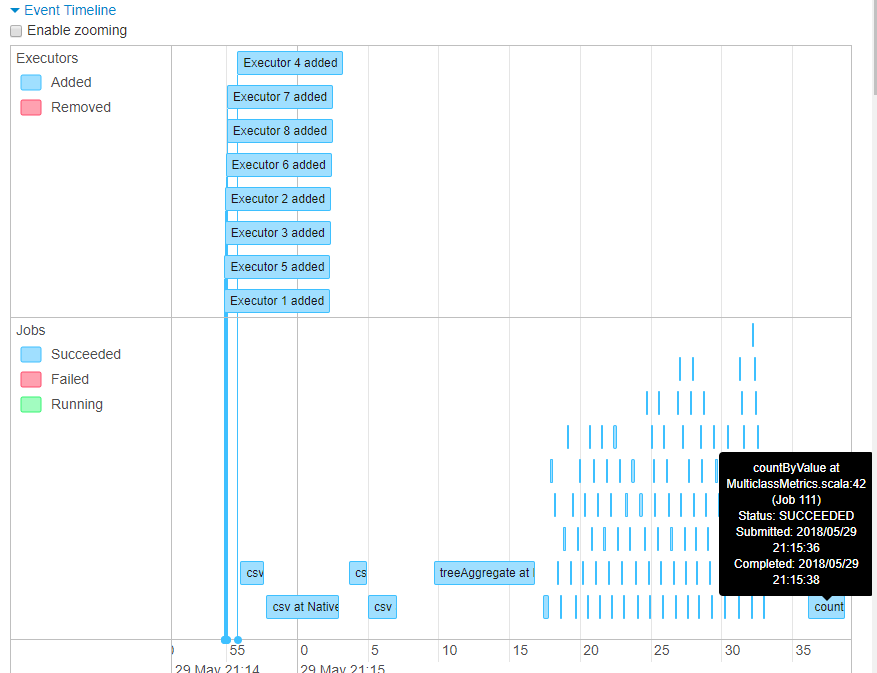 Event Timeline
Enable zooming
Executors
Added
Removed
Executor 4 added
Executor 7 added
Executor 8 added
Executor 6 added
Executor 2 added
Executor 3 added
Executor 5 added
Executor 1 added
Jobs
Succeeded
Failed
Running
countByValue at
MulticlassMetrics.scala:42
(Job 111)
Status: SUCCEEDED
Submitted: 2018/05/29
21:15:36
Completed: 2018/05/29
21:15:38
csv
cs
treeAggregate at
csv at Native
csv
count
55 0 5 10 15 20 25 30 35
29 May 21:14 29 May 21:15